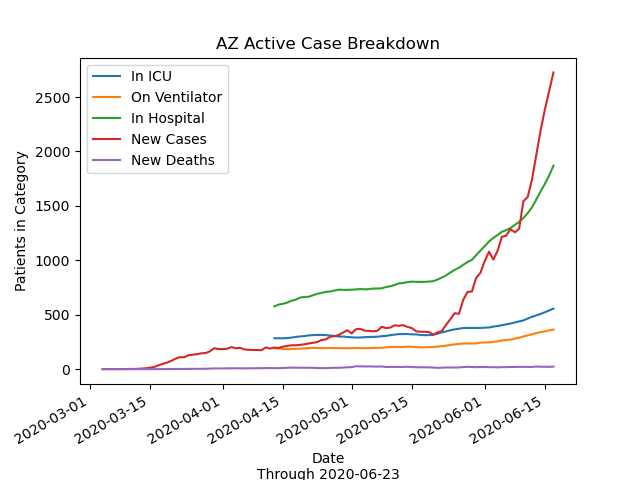 AZ Active Case Breakdown
In ICU
On Ventilator
In Hospital
New Cases
New Deaths
Patients in Category
2500
2000
1500
1000
500
0
2020-03-01
2020-03-15
2020-04-01
2020-04-15
2020-05-01
2020-05-15
2020-06-01
2020-06-15
Date
Through 2020-06-23